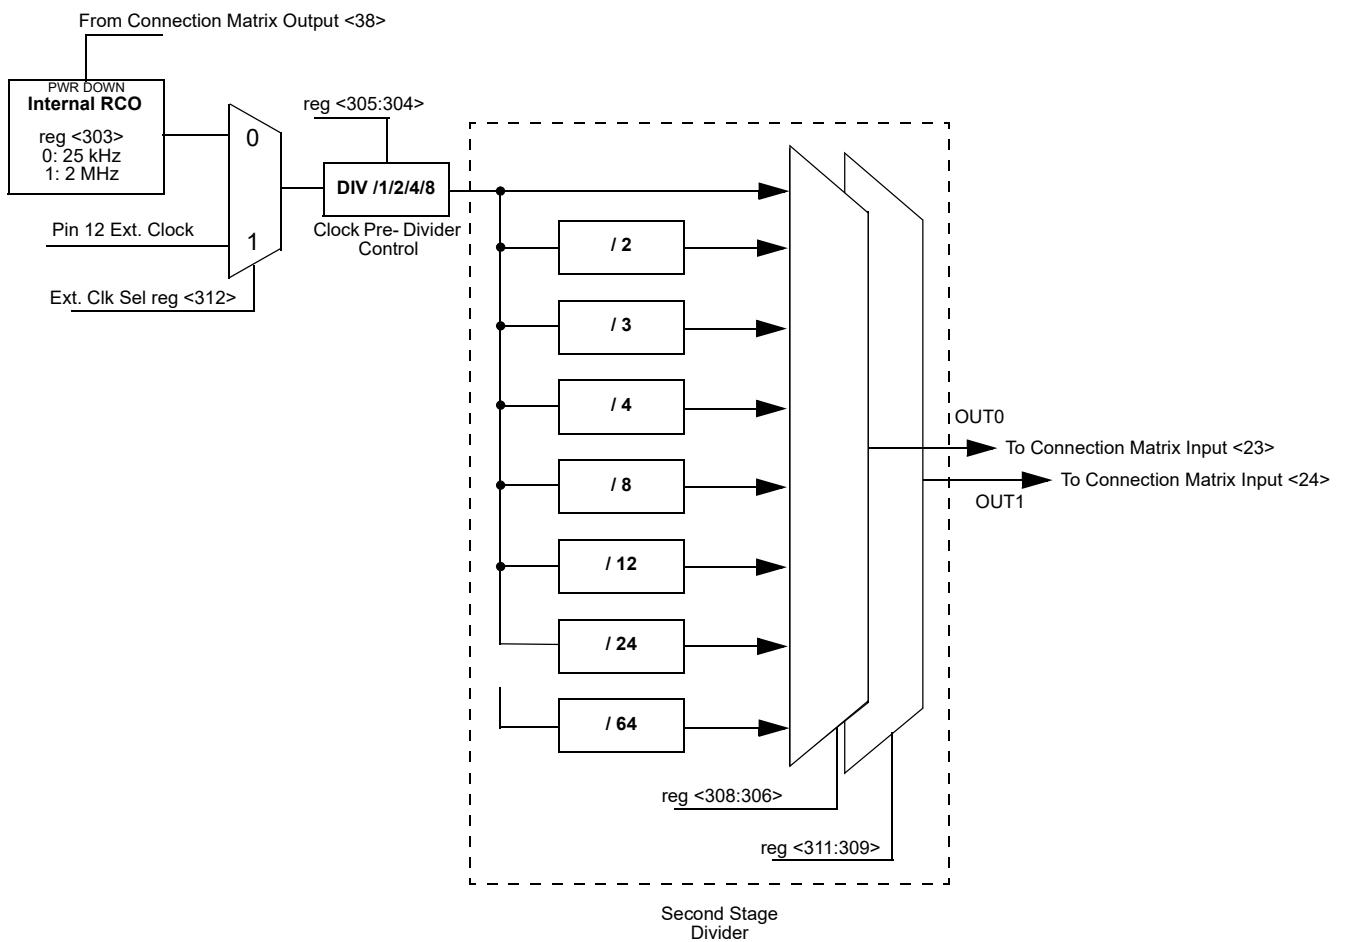 From Connection Matrix Output <38>
PWR DOWN
Internal RCO
reg <303>
0: 25 kHz
1: 2 MHz
0
1
Pin 12 Ext. Clock
Ext. Clk Sel reg <312>
reg <305:304>
DIV /1/2/4/8
Clock Pre- Divider
Control
/ 2
/ 3
/ 4
/ 8
/ 12
/ 24
/ 64
OUT0
To Connection Matrix Input <23>
To Connection Matrix Input <24>
OUT1
reg <308:306>
reg <311:309>
Second Stage
Divider